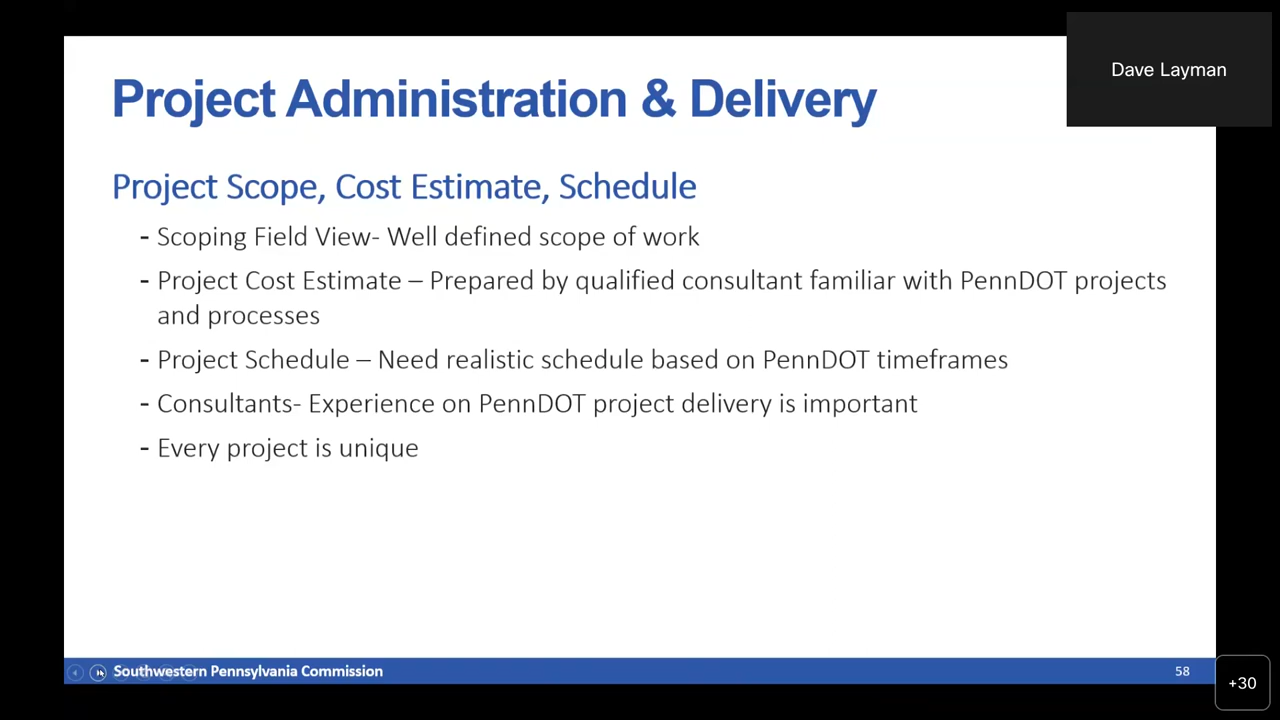 Dave Layman
Project Administration & Delivery
Project Scope, Cost Estimate, Schedule
- Scoping Field View- Well defined scope of work
- Project Cost Estimate – Prepared by qualified consultant familiar with PennDOT projects
and processes
- Project Schedule – Need realistic schedule based on PennDOT timeframes
- Consultants- Experience on PennDOT project delivery is important
- Every project is unique
Southwestern Pennsylvania Commission
58
+30